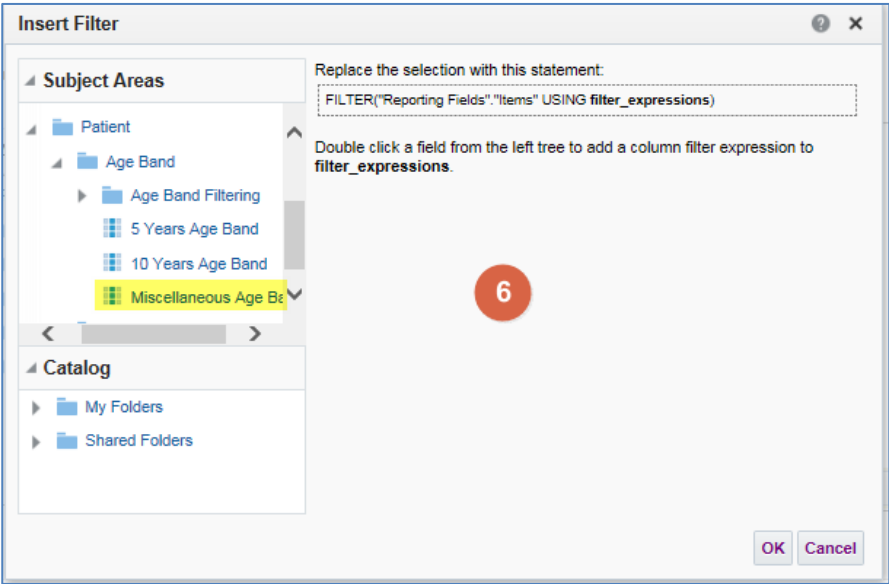 Insert Filter
Subject Areas
Patient
Age Band
Age Band Filtering
5 Years Age Band
10 Years Age Band
Miscellaneous Age Ba
Catalog
My Folders
Shared Folders
Replace the selection with this statement:
FILTER("Reporting Fields"."Items" USING filter_expressions)
Double click a field from the left tree to add a column filter expression to
filter_expressions.
6
OK Cancel